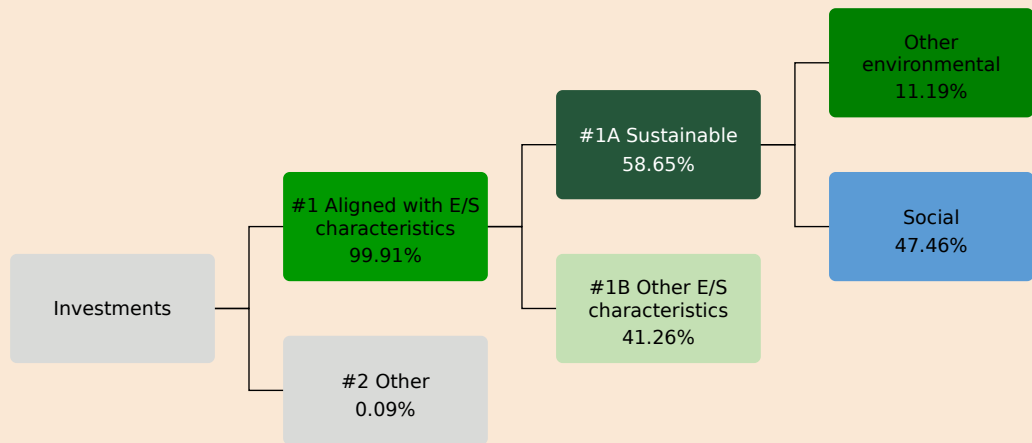 Investments
#1 Aligned with E/S
characteristics
99.91%
#2 Other
0.09%
#1A Sustainable
58.65%
#1B Other E/S
characteristics
41.26%
Other
environmental
11.19%
Social
47.46%